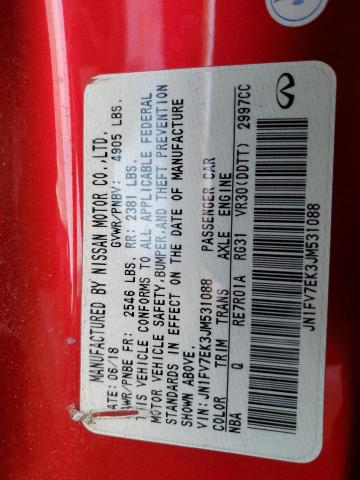 MANUFACTURED BY NISSAN MOTOR CO.,LTD.
DATE: 06/18 GVWR/PNBV: 4905 LBS.
GAWR/PNBE FR: 2546 LBS. RR: 2381 LBS.
THIS VEHICLE CONFORMS TO ALL APPLICABLE FEDERAL
MOTOR VEHICLE SAFETY,BUMPER,AND THEFT PREVENTION
STANDARDS IN EFFECT ON THE DATE OF MANUFACTURE
SHOWN ABOVE.
VIN: JN1FV7EK3JM531088 PASSENGER CAR
COLOR TRIM TRANS AXLE ENGINE
NBA Q RE7R01A RG31 VR30(DDTT) 2997CC
JN1FV7EK3JM531088